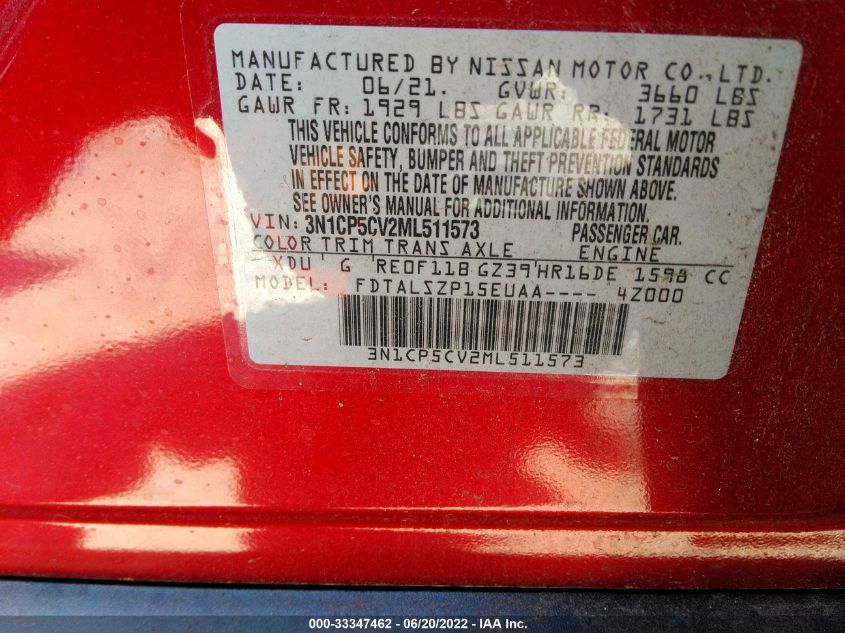 MANUFACTURED BY NISSAN MOTOR CO., LTD.
DATE: 06/21. GVWR: 3660 LBS
GAWR FR: 1929 LBS GAWR RR: 1731 LBS
THIS VEHICLE CONFORMS TO ALL APPLICABLE FEDERAL MOTOR
VEHICLE SAFETY, BUMPER AND THEFT PREVENTION STANDARDS
IN EFFECT ON THE DATE OF MANUFACTURE SHOWN ABOVE.
SEE OWNER'S MANUAL FOR ADDITIONAL INFORMATION.
VIN: 3N1CP5CV2ML511573 PASSENGER CAR.
COLOR TRIM TRANS AXLE ENGINE
XDU G RE0F11B GZ39 HR16DE 1598 CC
MODEL: FDTALSZP15EUAA---- 4Z000
3N1CP5CV2ML511573
000-33347462 - 06/20/2022 - IAA Inc.